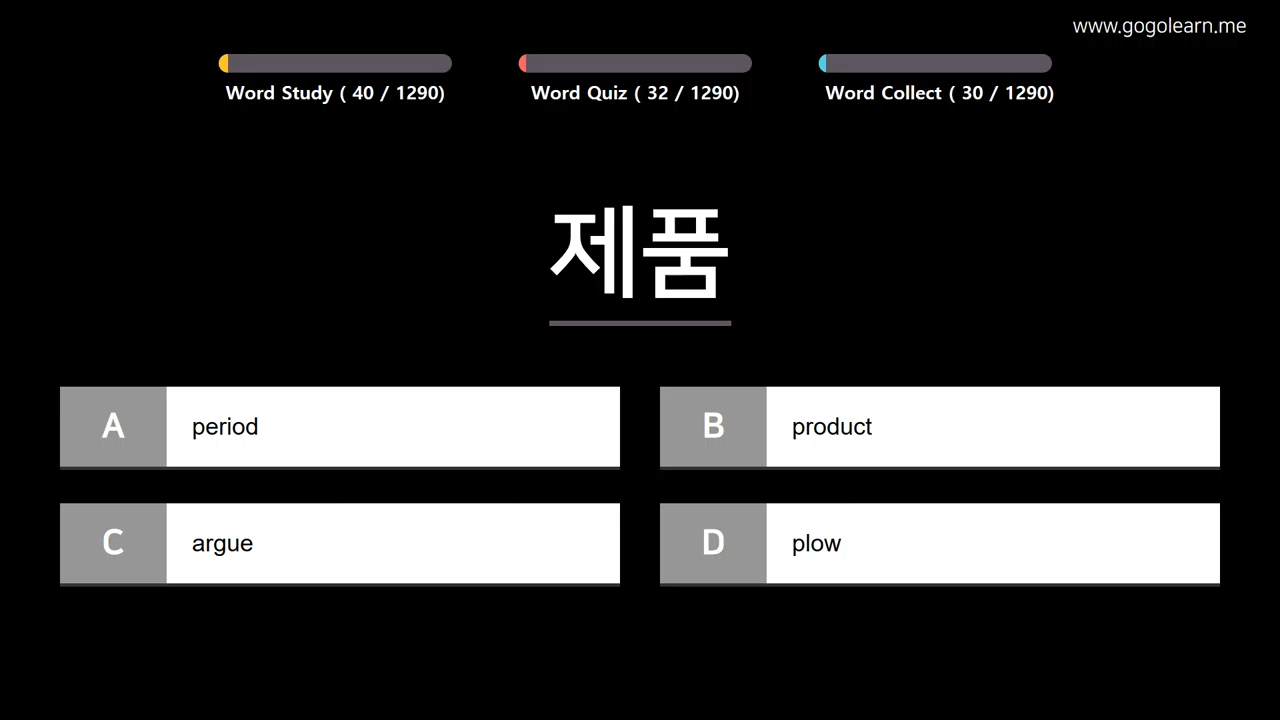 www.gogolearn.me
Word Study ( 40 / 1290)
Word Quiz ( 32 / 1290)
Word Collect ( 30 / 1290)
제품
A period
B product
C argue
D plow